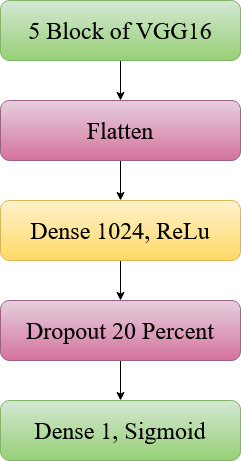 5 Block of VGG16
Flatten
Dense 1024, ReLu
Dropout 20 Percent
Dense 1, Sigmoid